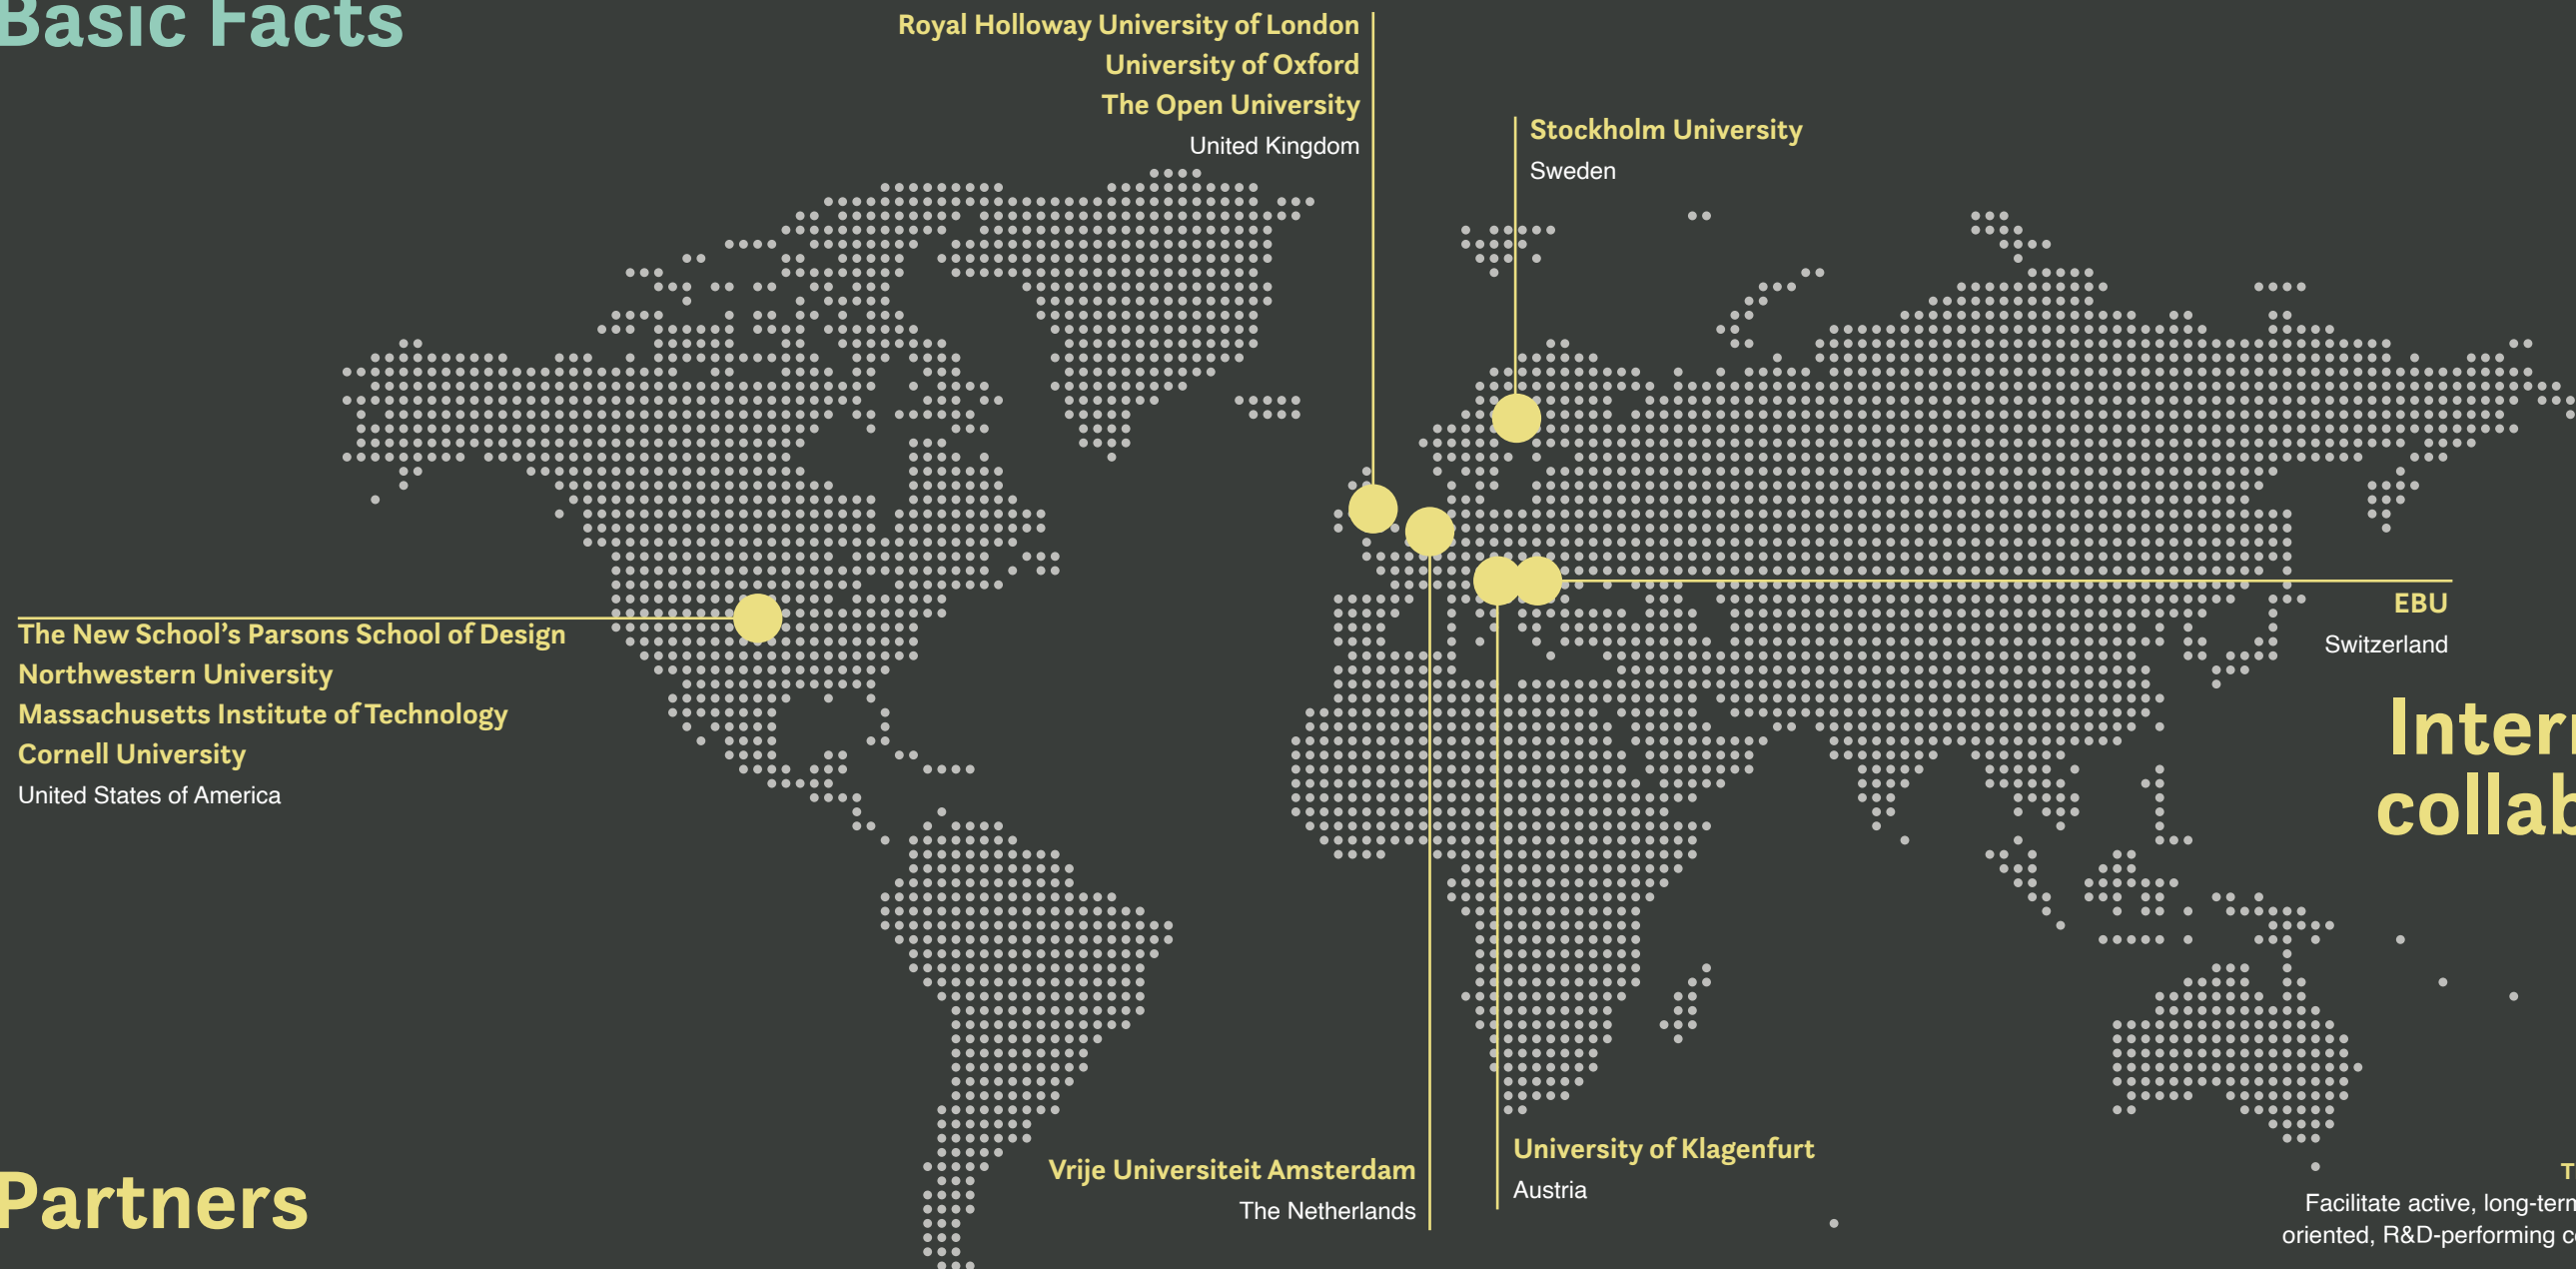 Basic Facts
Royal Holloway University of London
University of Oxford
The Open University
United Kingdom
Stockholm University
Sweden
The New School's Parsons School of Design
Northwestern University
Massachusetts Institute of Technology
Cornell University
United States of America
EBU
Switzerland
Vrije Universiteit Amsterdam
The Netherlands
University of Klagenfurt
Austria
Partners
Facilitate active, long-term
oriented, R&D-performing